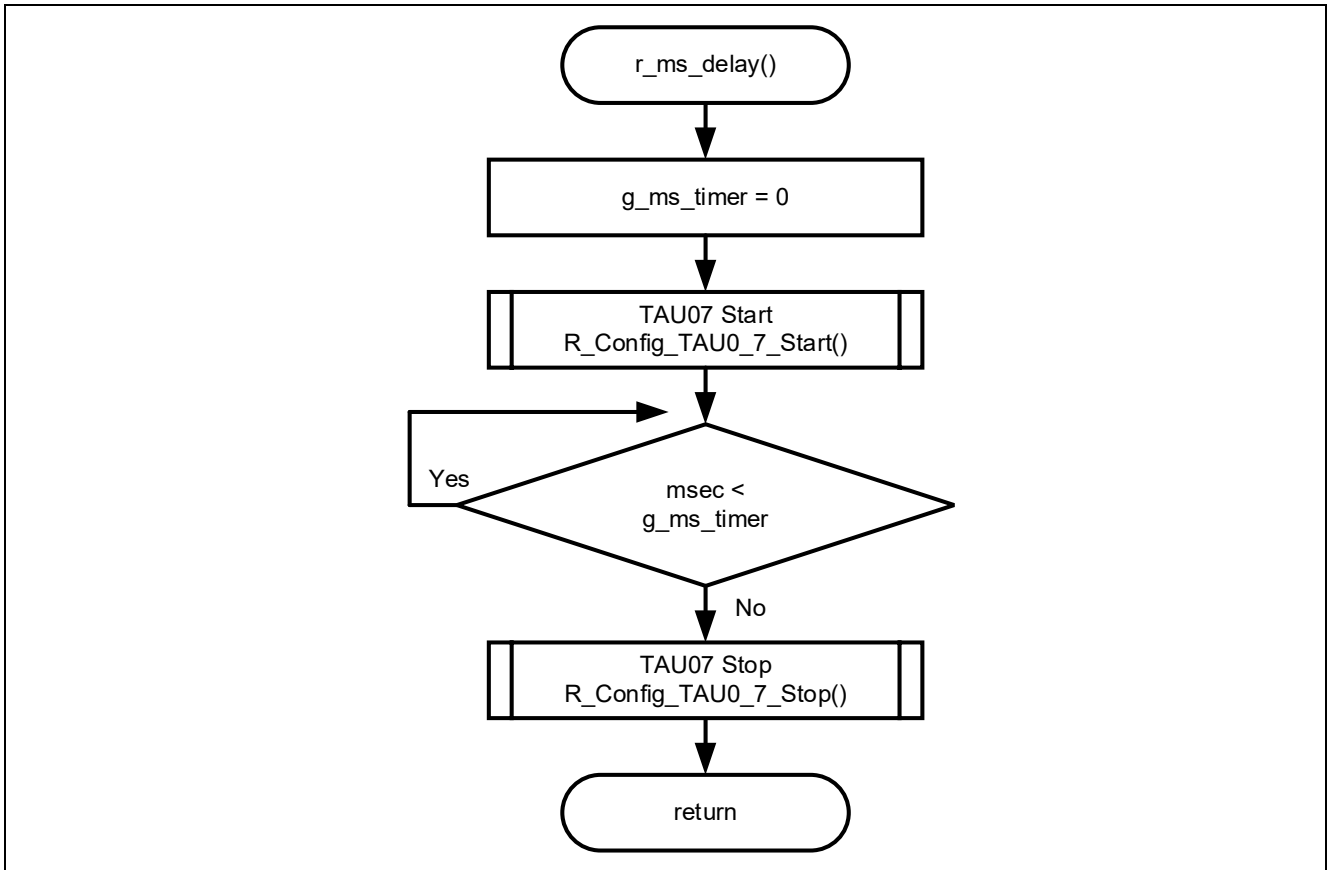 r_ms_delay()
g_ms_timer = 0
TAU07 Start
R_Config_TAU0_7_Start()
Yes
msec <
g_ms_timer
No
TAU07 Stop
R_Config_TAU0_7_Stop()
return